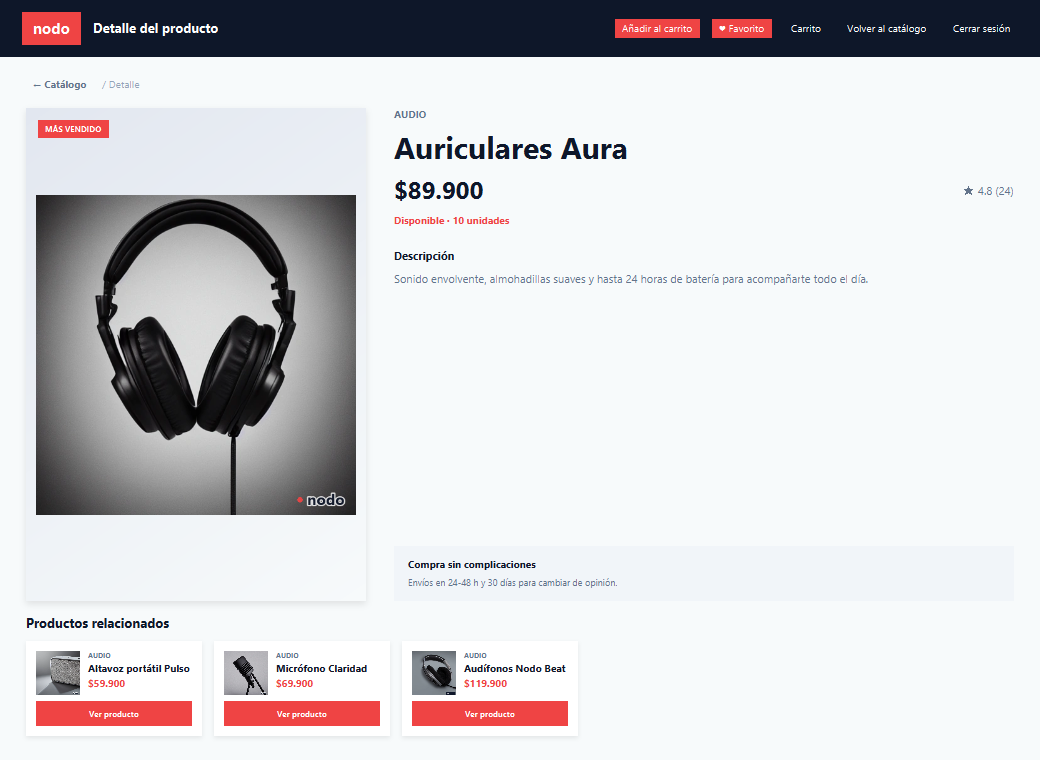 nodo
Detalle del producto
Añadir al carrito
❤ Favorito
Carrito
Volver al catálogo
Cerrar sesión
← Catálogo
/ Detalle
MÁS VENDIDO
nodo
AUDIO
Auriculares Aura
$89.900
★ 4.8 (24)
Disponible · 10 unidades
Descripción
Sonido envolvente, almohadillas suaves y hasta 24 horas de batería para acompañarte todo el día.
Compra sin complicaciones
Envíos en 24-48 h y 30 días para cambiar de opinión.
Productos relacionados
AUDIO
Altavoz portátil Pulso
$59.900
Ver producto
AUDIO
Micrófono Claridad
$69.900
Ver producto
AUDIO
Audífonos Nodo Beat
$119.900
Ver producto